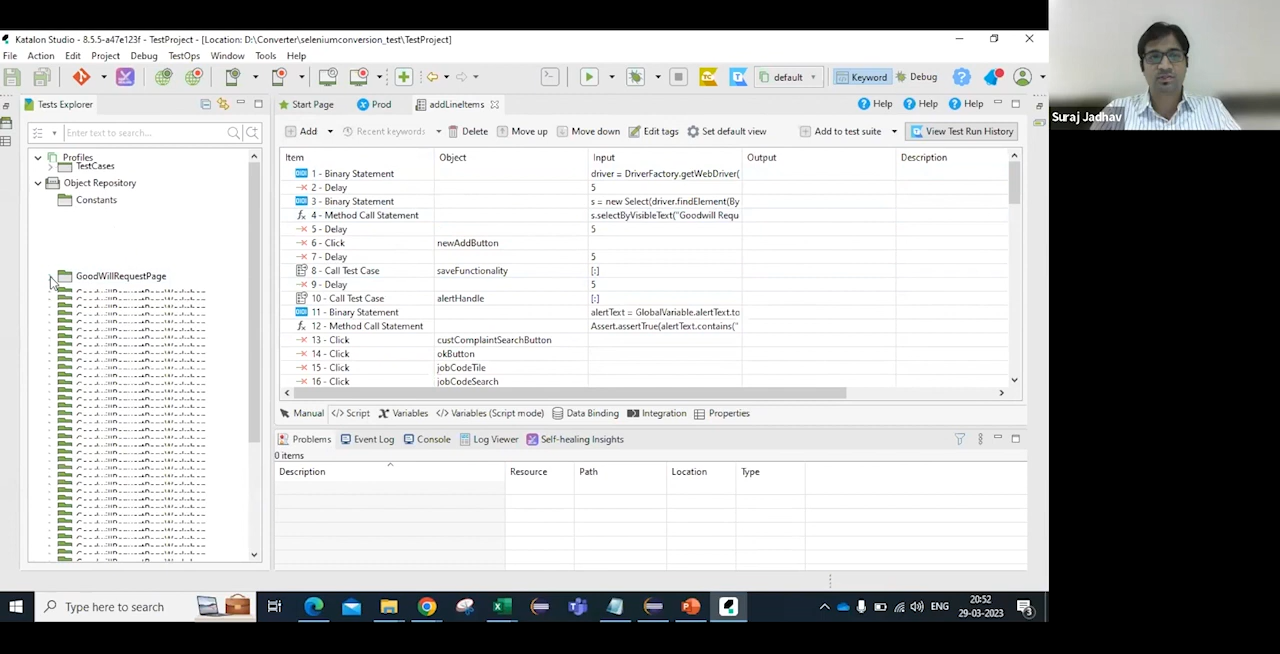 Katalon Studio - 8.5.5-a47e123f - TestProject - [Location: D:\Converter\seleniumconversion_test\TestProject]
File Action Edit Project Debug TestOps Window Tools Help
default Keyword Debug
Tests Explorer
Start Page Prod addLineItems Help Help Help
Enter text to search...
Add Recent keywords Delete Move up Move down Edit tags Set default view Add to test suite View Test Run History
Profiles
TestCases
Object Repository
Constants
GoodWillRequestPage
Item Object Input Output Description
1 - Binary Statement driver = DriverFactory.getWebDriver(
2 - Delay 5
3 - Binary Statement s = new Select(driver.findElement(By
4 - Method Call Statement s.selectByVisibleText("Goodwill Requ
5 - Delay 5
6 - Click newAddButton
7 - Delay 5
8 - Call Test Case saveFunctionality [:]
9 - Delay 5
10 - Call Test Case alertHandle [:]
11 - Binary Statement alertText = GlobalVariable.alertText.to
12 - Method Call Statement Assert.assertTrue(alertText.contains("
13 - Click custComplaintSearchButton
14 - Click okButton
15 - Click jobCodeTile
16 - Click jobCodeSearch
Manual </> Script Variables </> Variables (Script mode) Data Binding Integration Properties
Problems Event Log Console Log Viewer Self-healing Insights
0 items
Description Resource Path Location Type
Type here to search
ENG
20:52
29-03-2023
3
Suraj Jadhav